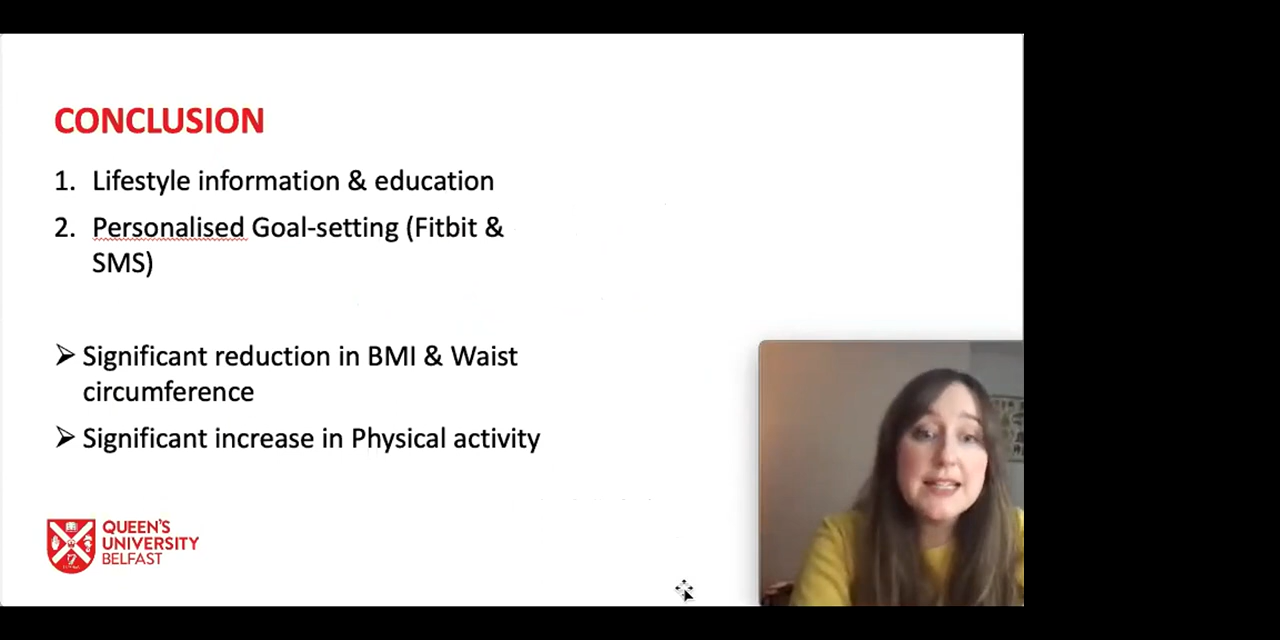 CONCLUSION
1. Lifestyle information & education
2. Personalised Goal-setting (Fitbit &
SMS)
➢ Significant reduction in BMI & Waist
circumference
➢ Significant increase in Physical activity
QUEEN'S
UNIVERSITY
BELFAST